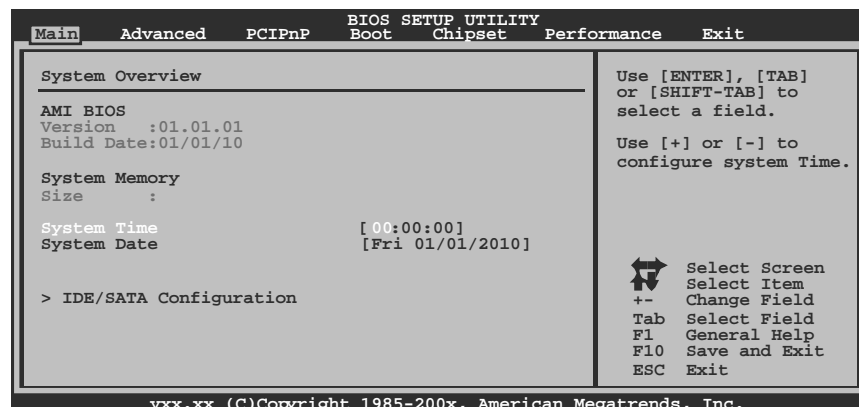 BIOS SETUP UTILITY
Main Advanced PCIPnP Boot Chipset Performance Exit
System Overview
AMI BIOS
Version :01.01.01
Build Date:01/01/10
System Memory
Size :
System Time [ 00:00:00]
System Date [Fri 01/01/2010]
> IDE/SATA Configuration
Use [ENTER], [TAB]
or [SHIFT-TAB] to
select a field.
Use [+] or [-] to
configure system Time.
Select Screen
Select Item
+- Change Field
Tab Select Field
F1 General Help
F10 Save and Exit
ESC Exit
vxx.xx (C)Copyright 1985-200x, American Megatrends, Inc.